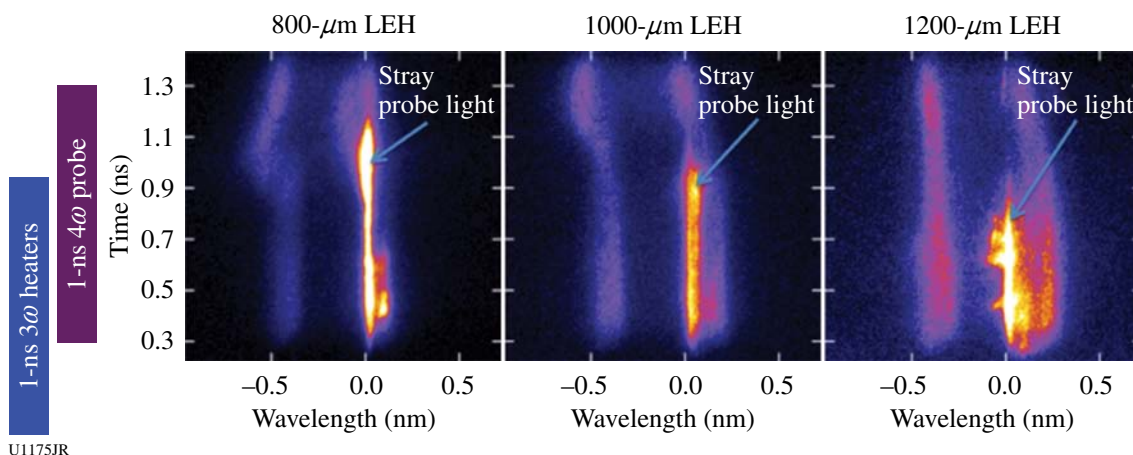 800-μm LEH
1000-μm LEH
1200-μm LEH
1-ns 3ω heaters
1-ns 4ω probe
Time (ns)
1.3
1.1
0.9
0.7
0.5
0.3
Stray
probe light
Stray
probe light
Stray
probe light
–0.5
0.0
0.5
–0.5
0.0
0.5
–0.5
0.0
0.5
Wavelength (nm)
Wavelength (nm)
Wavelength (nm)
U1175JR